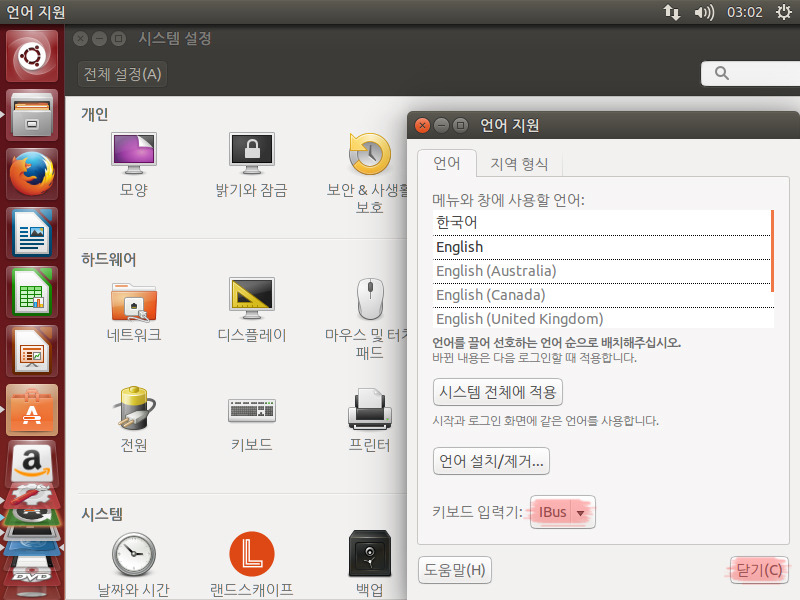 언어 지원
03:02
시스템 설정
전체 설정(A)
개인
모양
밝기와 잠금
보안 & 사생활
보호
하드웨어
네트워크
디스플레이
마우스 및 터치
패드
전원
키보드
프린터
시스템
날짜와 시간
랜드스케이프
백업
언어 지원
언어
지역 형식
메뉴와 창에 사용할 언어:
한국어
English
English (Australia)
English (Canada)
English (United Kingdom)
언어를 끌어 선호하는 언어 순으로 배치해주십시오.
바뀐 내용은 다음 로그인할 때 적용합니다.
시스템 전체에 적용
시작과 로그인 화면에 같은 언어를 사용합니다.
언어 설치/제거...
키보드 입력기: IBus
도움말(H)
닫기(C)